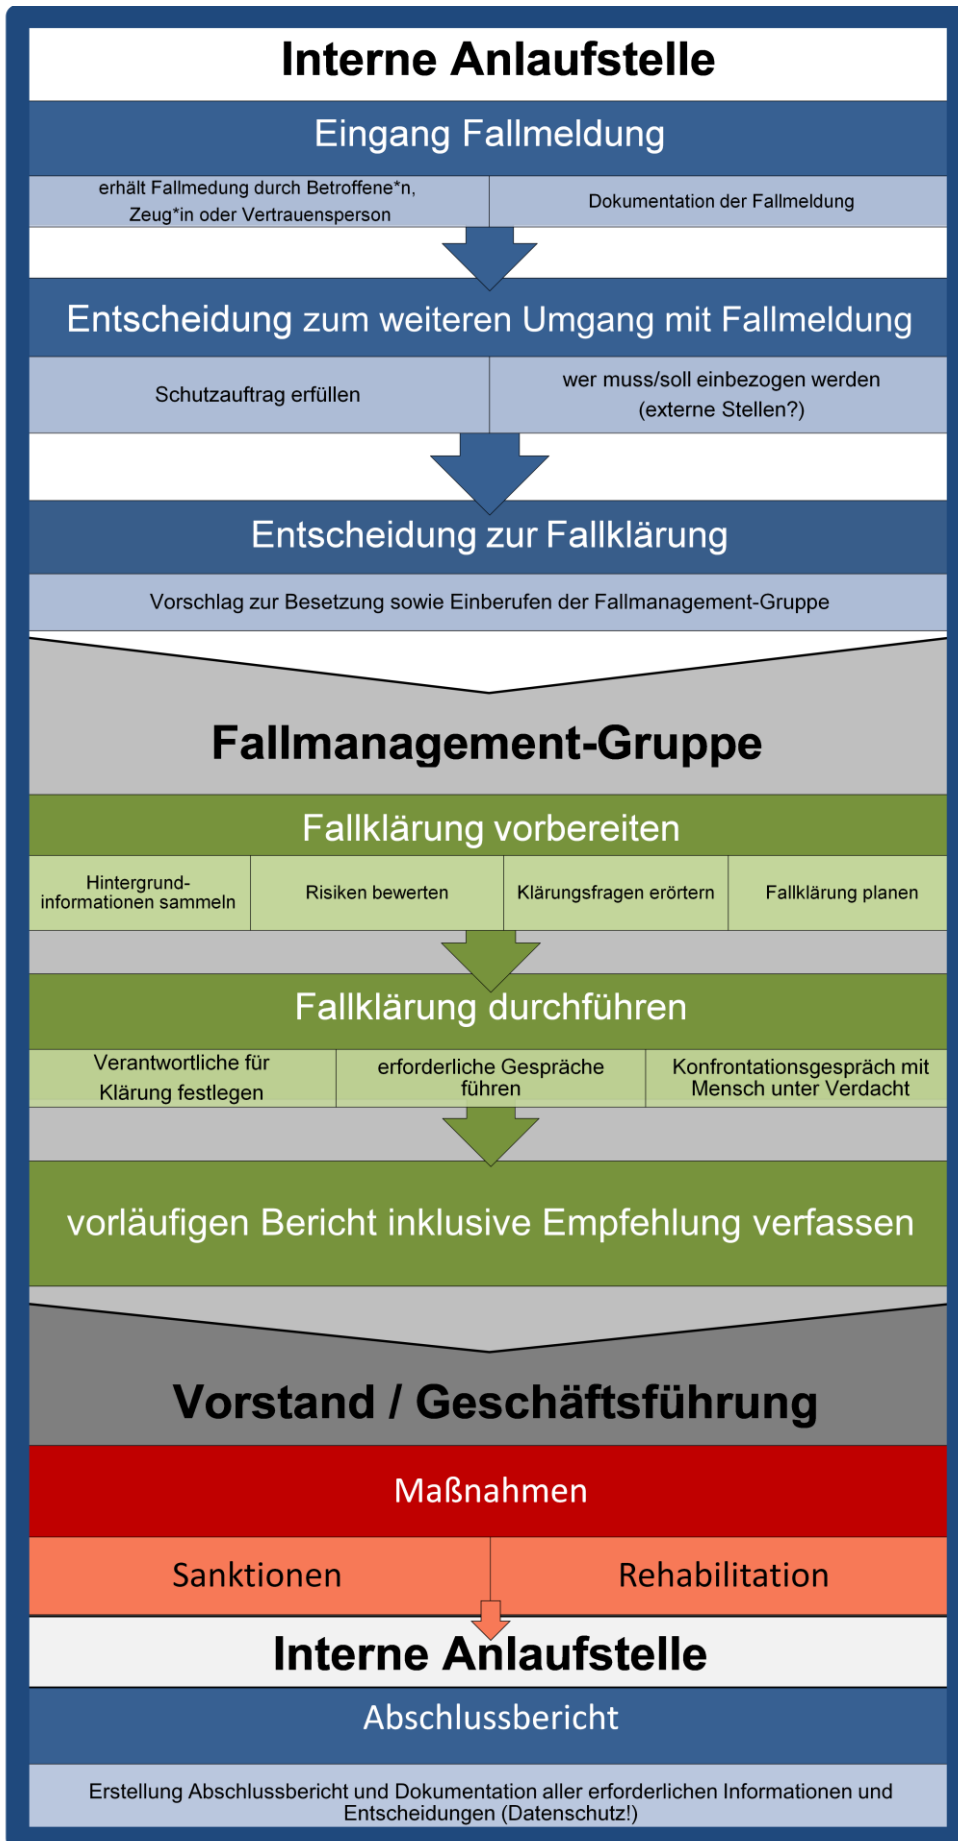 Interne Anlaufstelle
Eingang Fallmeldung
erhält Fallmedung durch Betroffene*n,
Zeug*in oder Vertrauensperson
Dokumentation der Fallmeldung
Entscheidung zum weiteren Umgang mit Fallmeldung
Schutzauftrag erfüllen
wer muss/soll einbezogen werden
(externe Stellen?)
Entscheidung zur Fallklärung
Vorschlag zur Besetzung sowie Einberufen der Fallmanagement-Gruppe
Fallmanagement-Gruppe
Fallklärung vorbereiten
Hintergrund-
informationen sammeln
Risiken bewerten
Klärungsfragen erörtern
Fallklärung planen
Fallklärung durchführen
Verantwortliche für
Klärung festlegen
erforderliche Gespräche
führen
Konfrontationsgespräch mit
Mensch unter Verdacht
vorläufigen Bericht inklusive Empfehlung verfassen
Vorstand / Geschäftsführung
Maßnahmen
Sanktionen
Rehabilitation
Interne Anlaufstelle
Abschlussbericht
Erstellung Abschlussbericht und Dokumentation aller erforderlichen Informationen und
Entscheidungen (Datenschutz!)